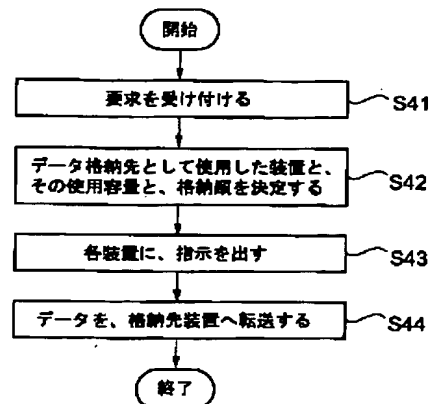 開始
要求を受け付ける
S41
データ格納先として使用した装置と、
その使用容量と、格納順を決定する
S42
各装置に、指示を出す
S43
データを、格納先装置へ転送する
S44
終了